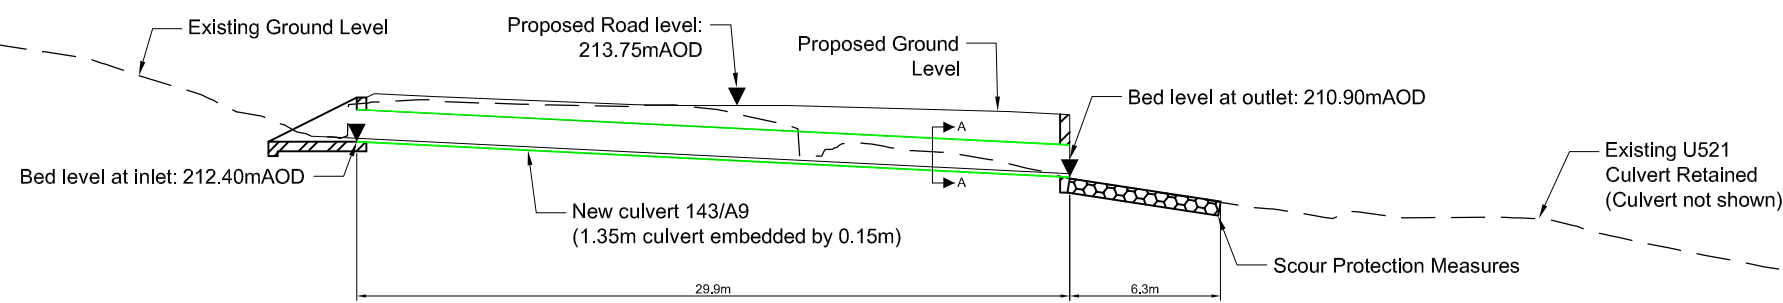 Existing Ground Level
Proposed Road level:
213.75mAOD
Proposed Ground
Level
Bed level at outlet: 210.90mAOD
A
A
Existing U521
Culvert Retained
(Culvert not shown)
Bed level at inlet: 212.40mAOD
New culvert 143/A9
(1.35m culvert embedded by 0.15m)
Scour Protection Measures
29.9m
6.3m